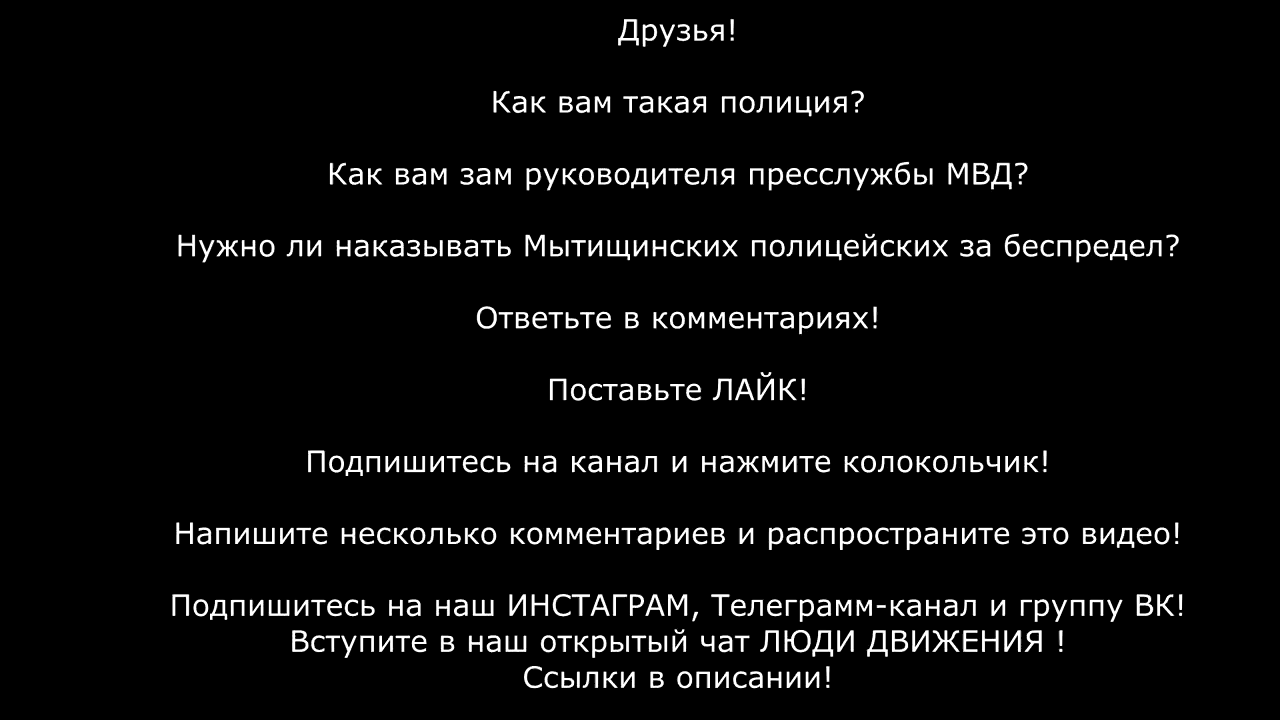 Друзья!
Как вам такая полиция?
Как вам зам руководителя пресслужбы МВД?
Нужно ли наказывать Мытищинских полицейских за беспредел?
Ответьте в комментариях!
Поставьте ЛАЙК!
Подпишитесь на канал и нажмите колокольчик!
Напишите несколько комментариев и распространите это видео!
Подпишитесь на наш ИНСТАГРАМ, Телеграмм-канал и группу ВК!
Вступите в наш открытый чат ЛЮДИ ДВИЖЕНИЯ !
Ссылки в описании!